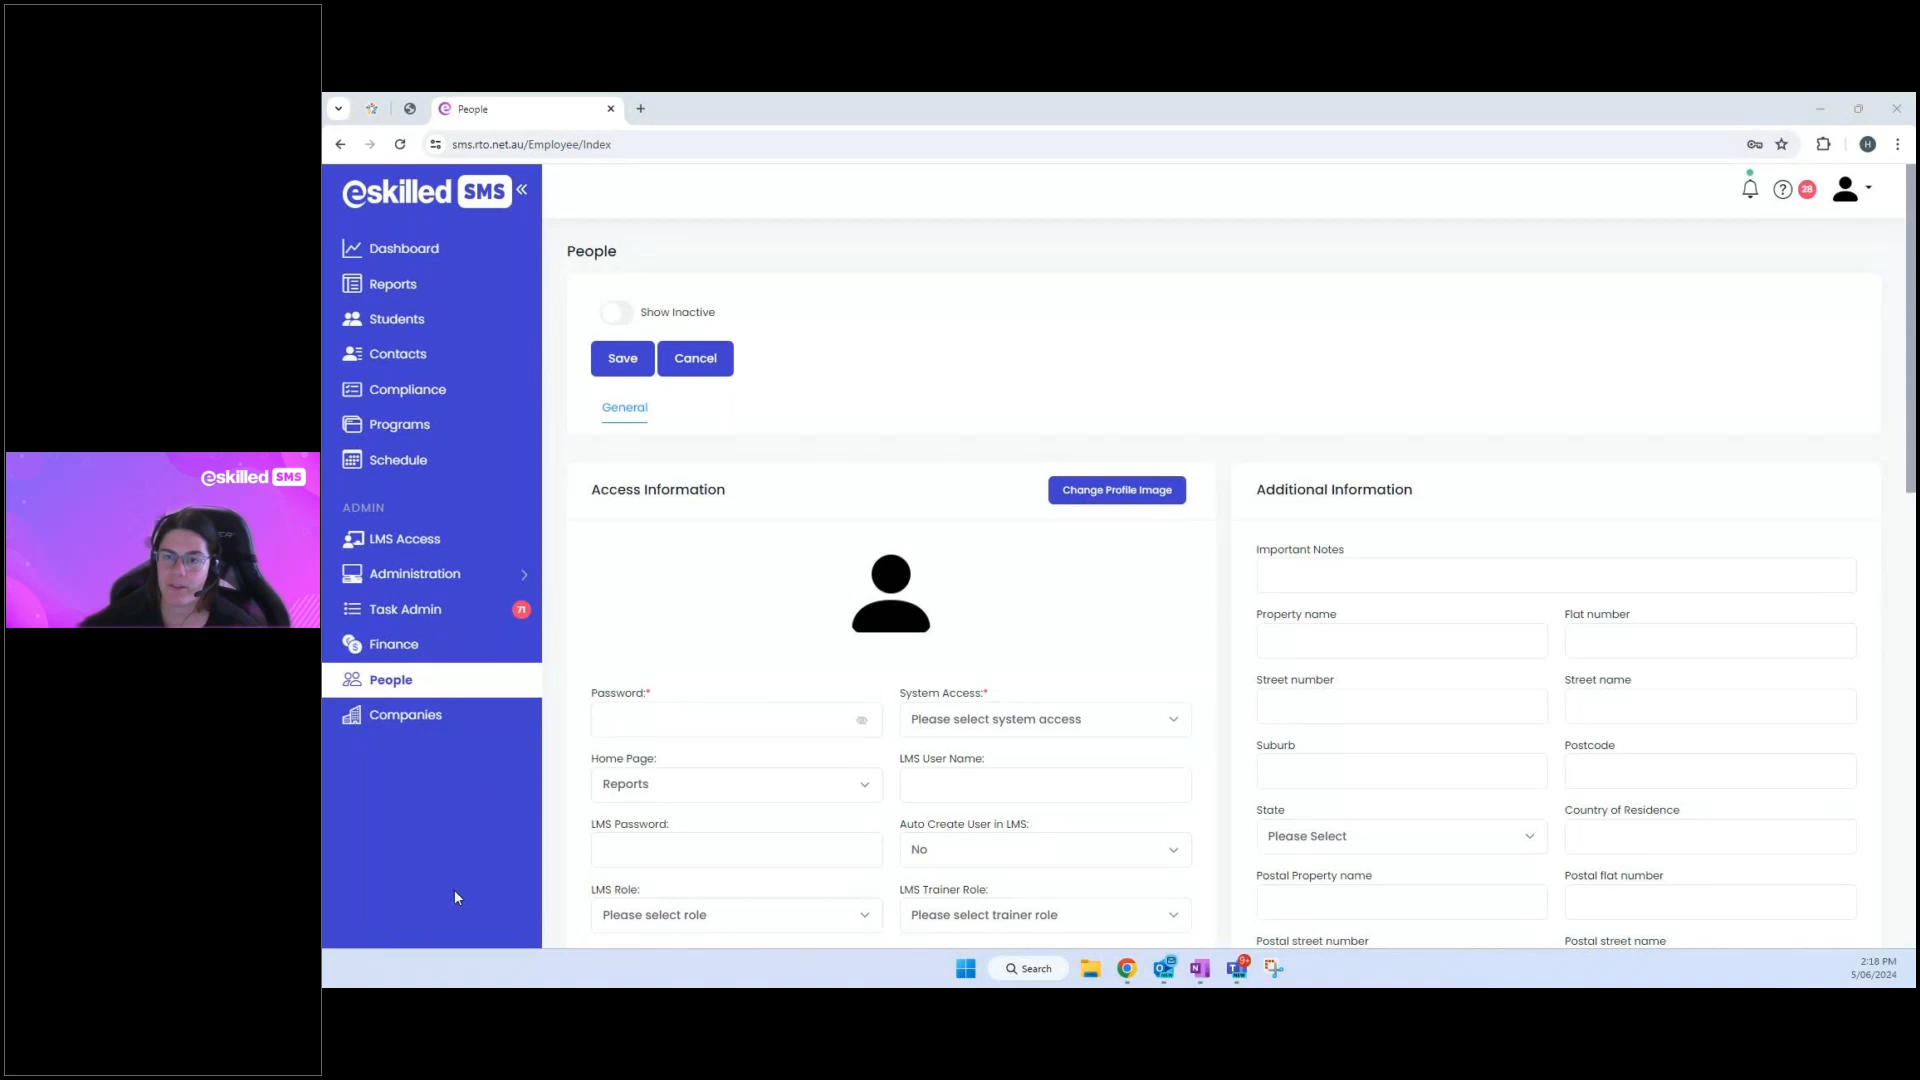 People
sms.rto.net.au/Employee/Index
H
eskilled SMS
28
Dashboard
Reports
Students
Contacts
Compliance
Programs
Schedule
ADMIN
LMS Access
Administration
Task Admin 71
Finance
People
Companies
People
Show Inactive
Save Cancel
General
Access Information
Change Profile Image
Password:*
System Access:*
Please select system access
Home Page:
LMS User Name:
Reports
LMS Password:
Auto Create User in LMS:
No
LMS Role:
LMS Trainer Role:
Please select role
Please select trainer role
Additional Information
Important Notes
Property name
Flat number
Street number
Street name
Suburb
Postcode
State
Country of Residence
Please Select
Postal Property name
Postal flat number
Postal street number
Postal street name
eskilled SMS
Search
9+
2:18 PM
5/06/2024